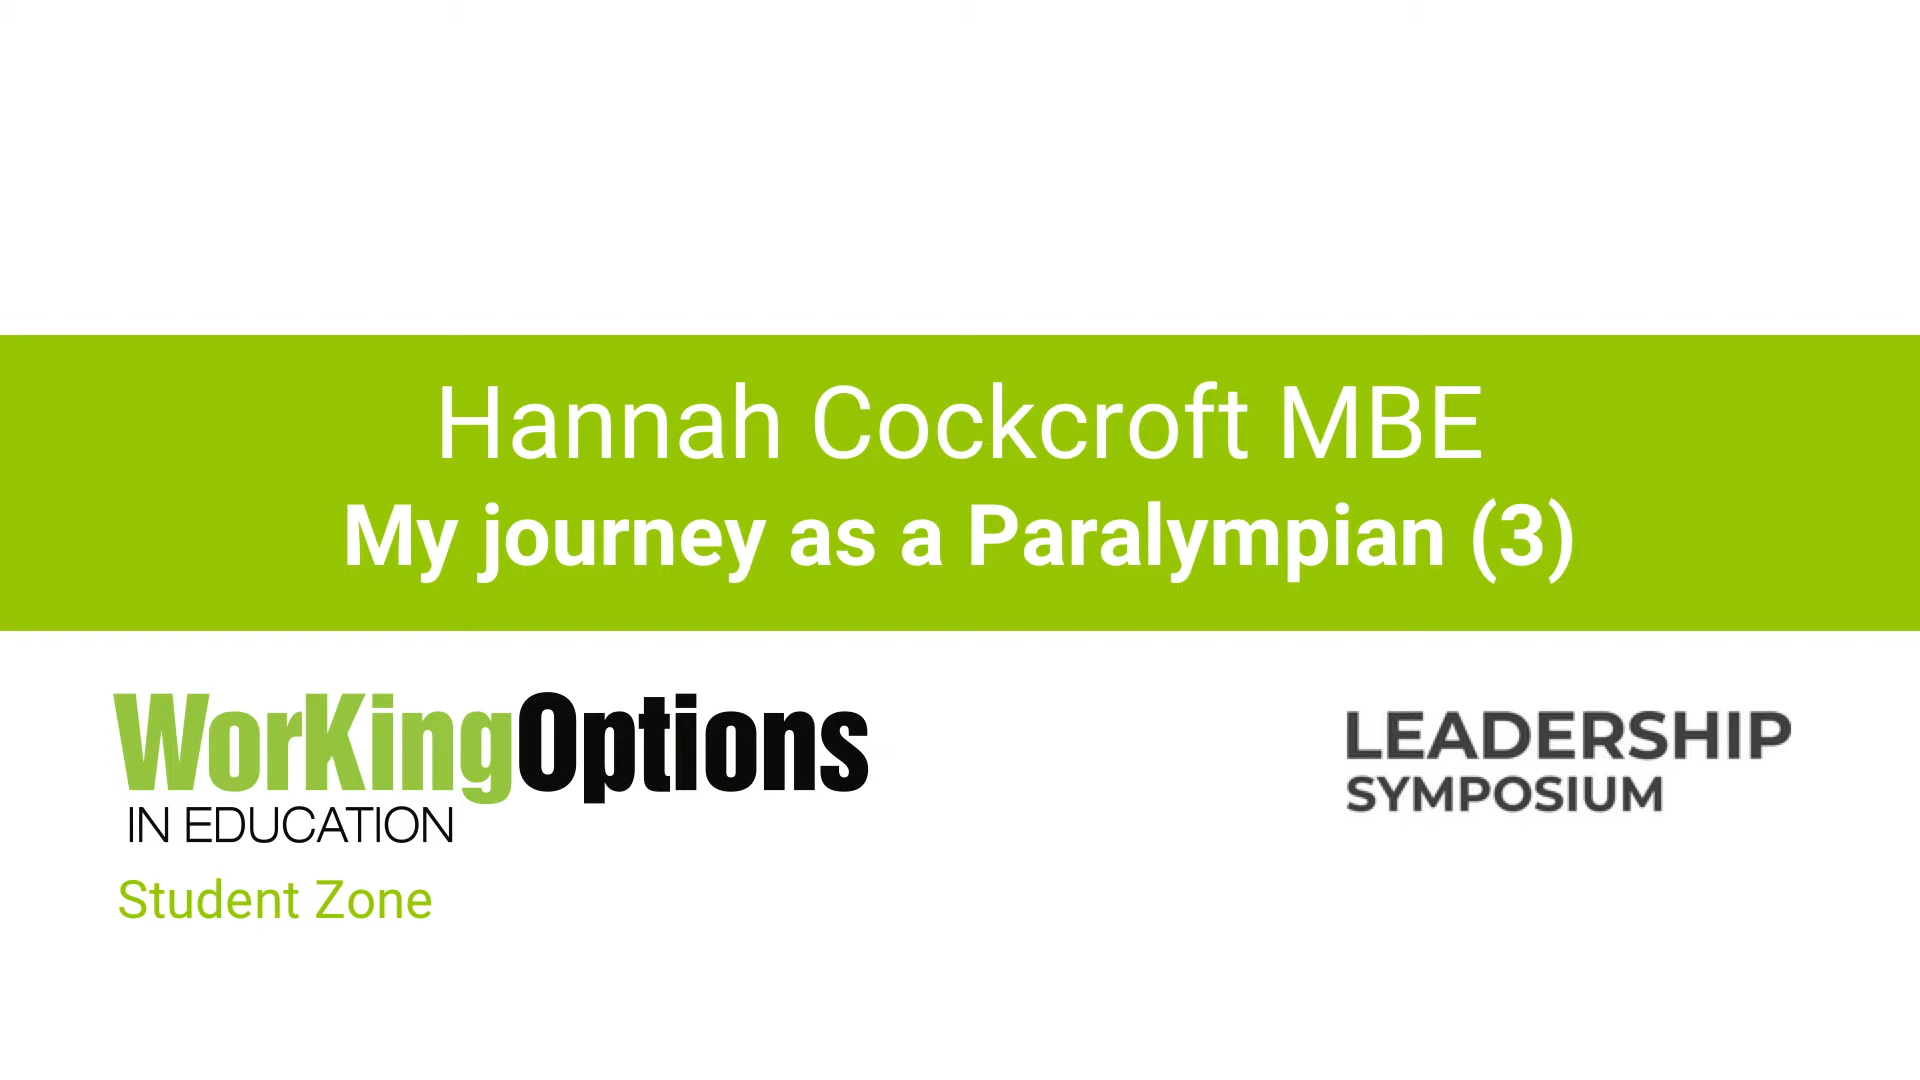 Hannah Cockcroft MBE
My journey as a Paralympian (3)
WorKingOptions
IN EDUCATION
Student Zone
LEADERSHIP
SYMPOSIUM